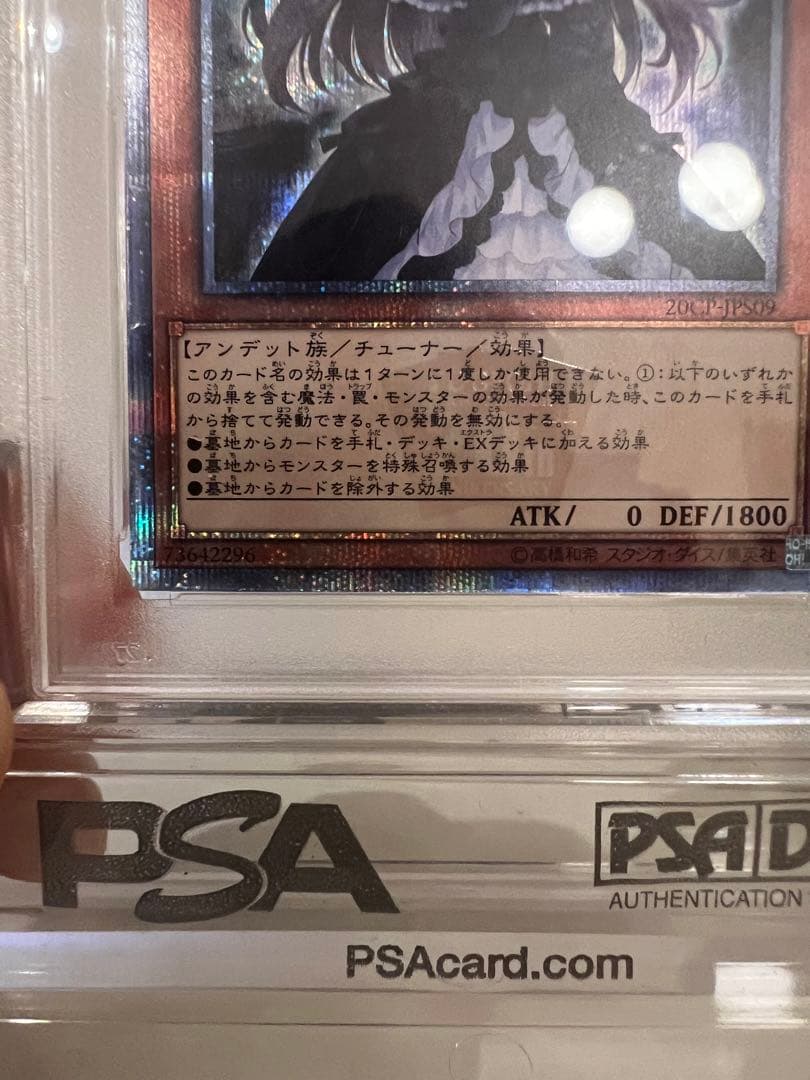 20CP-JPS09
【アンデット族／チューナー／効果】
このカード名の効果は１ターンに１度しか使用できない。①：以下のいずれか
の効果を含む魔法・罠・モンスターの効果が発動した時、このカードを手札
から捨てて発動できる。その発動を無効にする。
●墓地からカードを手札・デッキ・EXデッキに加える効果
●墓地からモンスターを特殊召喚する効果
●墓地からカードを除外する効果
ATK/ 0 DEF/1800
73642296 ©高橋和希 スタジオ・ダイス/集英社
PSA PSA D
AUTHENTICATION
PSAcard.com